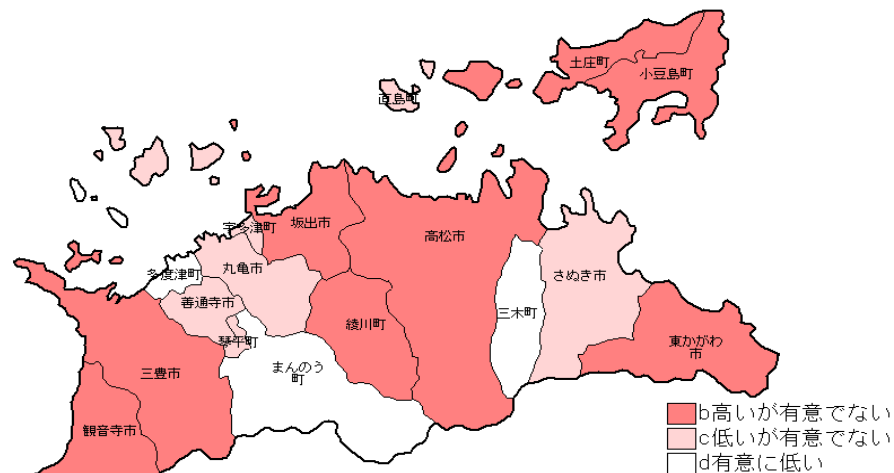 土庄町
小豆島町
直島町
宇多津町
坂出市
高松市
多度津町
丸亀市
さぬき市
善通寺市
三木町
綾川町
琴平町
東かがわ
市
まんのう
町
三豊市
観音寺市
b高いが有意でない
c低いが有意でない
d有意に低い